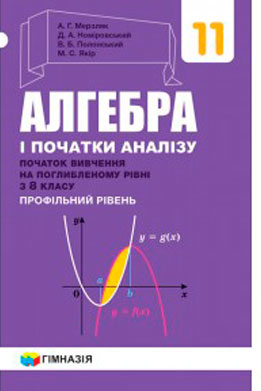 А. Г. Мерзляк
Д. А. Номіровський
В. Б. Полонський
М. С. Якір
11
АЛГЕБРА
І ПОЧАТКИ АНАЛІЗУ
ПОЧАТОК ВИВЧЕННЯ
НА ПОГЛИБЛЕНОМУ РІВНІ
З 8 КЛАСУ
ПРОФІЛЬНИЙ РІВЕНЬ
y
y = g(x)
a
0
b
x
y = f(x)
ГІМНАЗІЯ